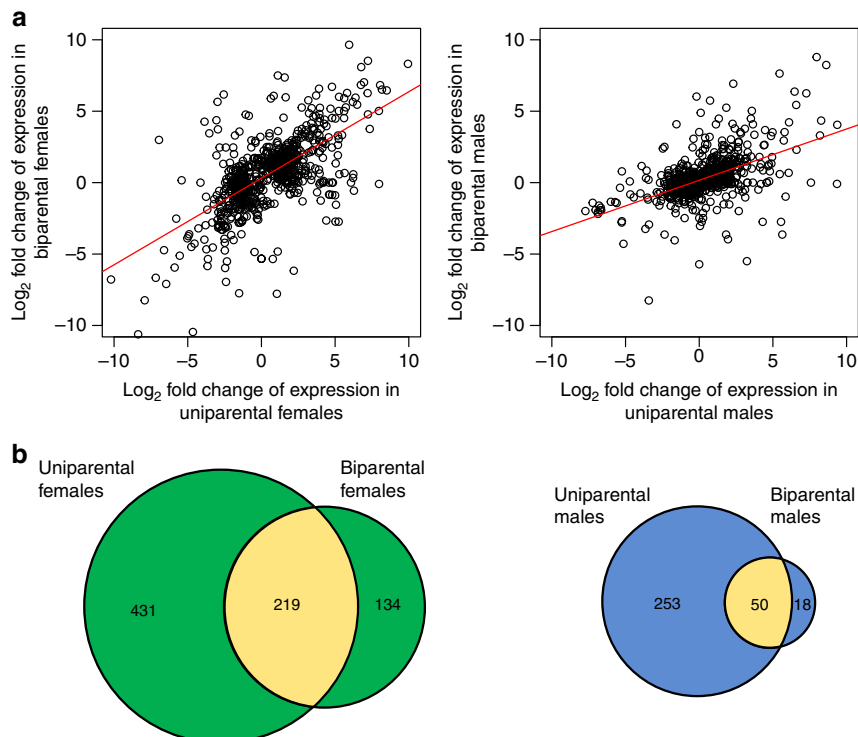 a
10
5
0
−5
−10
Log2 fold change of expression in
biparental females
−10 −5 0 5 10
Log2 fold change of expression in
uniparental females
10
5
0
−5
−10
Log2 fold change of expression in
biparental males
−10 −5 0 5 10
Log2 fold change of expression in
uniparental males
b
Uniparental
females
Biparental
females
431
219
134
Uniparental
males
Biparental
males
253
50
18